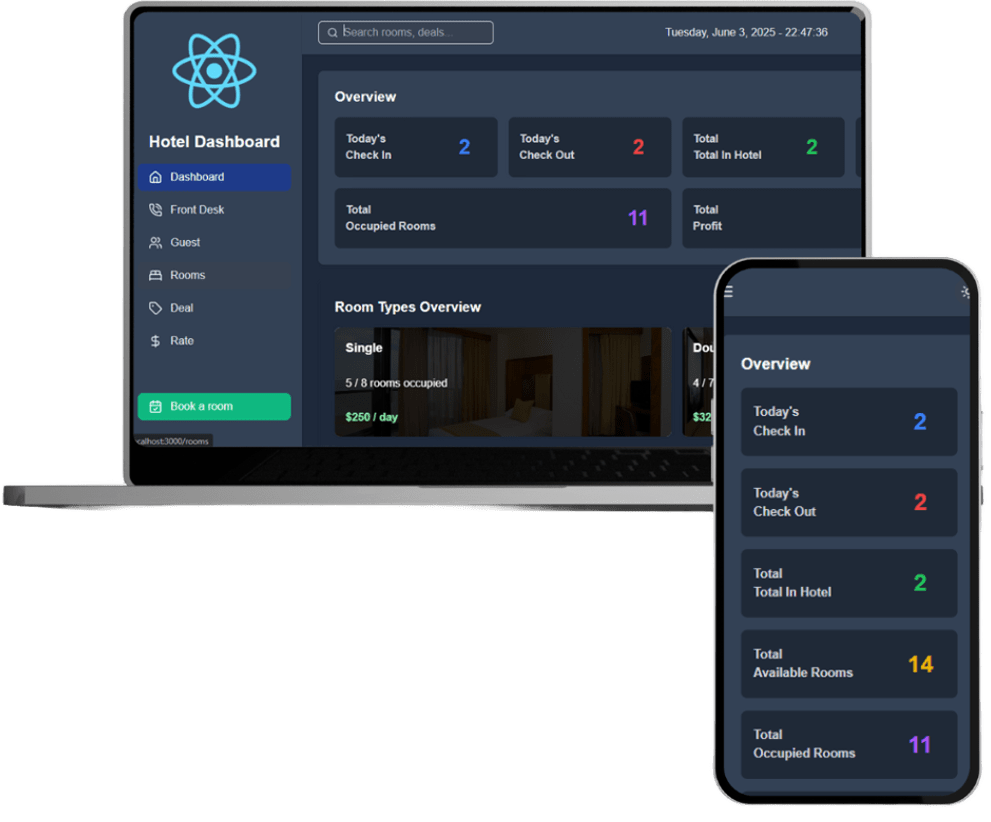 Search rooms, deals...
Tuesday, June 3, 2025 - 22:47:36
Hotel Dashboard
Dashboard
Front Desk
Guest
Rooms
Deal
$ Rate
Book a room
calhost:3000/rooms
Overview
Today's
Check In
2
Today's
Check Out
2
Total
Total In Hotel
2
Total
Occupied Rooms
11
Total
Profit
Room Types Overview
Single
5 / 8 rooms occupied
$250 / day
Dou
4 / 7
$32
Overview
Today's
Check In
2
Today's
Check Out
2
Total
Total In Hotel
2
Total
Available Rooms
14
Total
Occupied Rooms
11